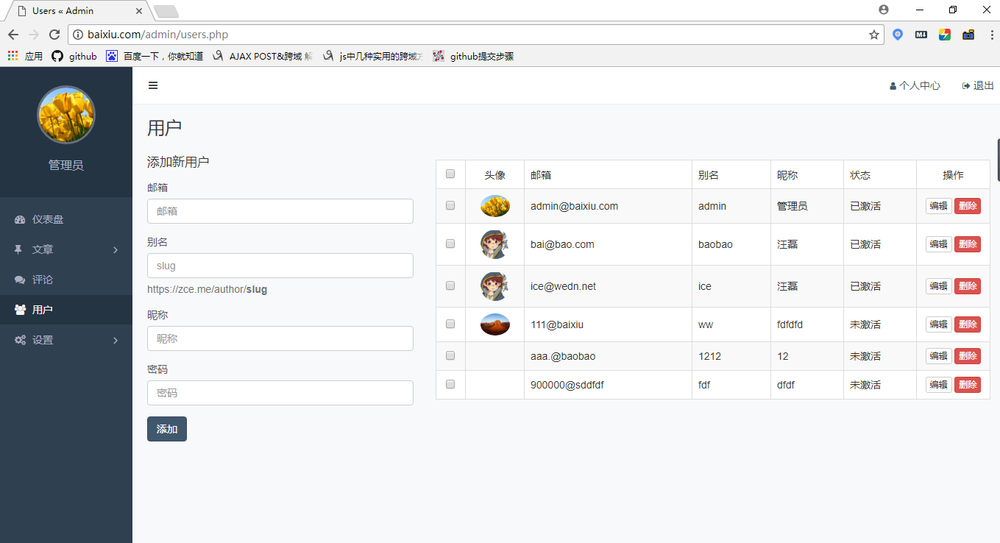 Users « Admin
baixiu.com/admin/users.php
应用 github 百度一下，你就知道 AJAX POST&跨域 解 js中几种实用的跨域方 github提交步骤
个人中心 退出
管理员
仪表盘
文章
评论
用户
设置
用户
添加新用户
邮箱
邮箱
别名
slug
https://zce.me/author/slug
昵称
昵称
密码
密码
添加
头像 邮箱 别名 昵称 状态 操作
admin@baixiu.com admin 管理员 已激活 编辑 删除
bai@bao.com baobao 汪磊 已激活 编辑 删除
ice@wedn.net ice 汪磊 已激活 编辑 删除
111@baixiu ww fdfdfd 未激活 编辑 删除
aaa.@baobao 1212 12 未激活 编辑 删除
900000@sddfdf fdf dfdf 未激活 编辑 删除